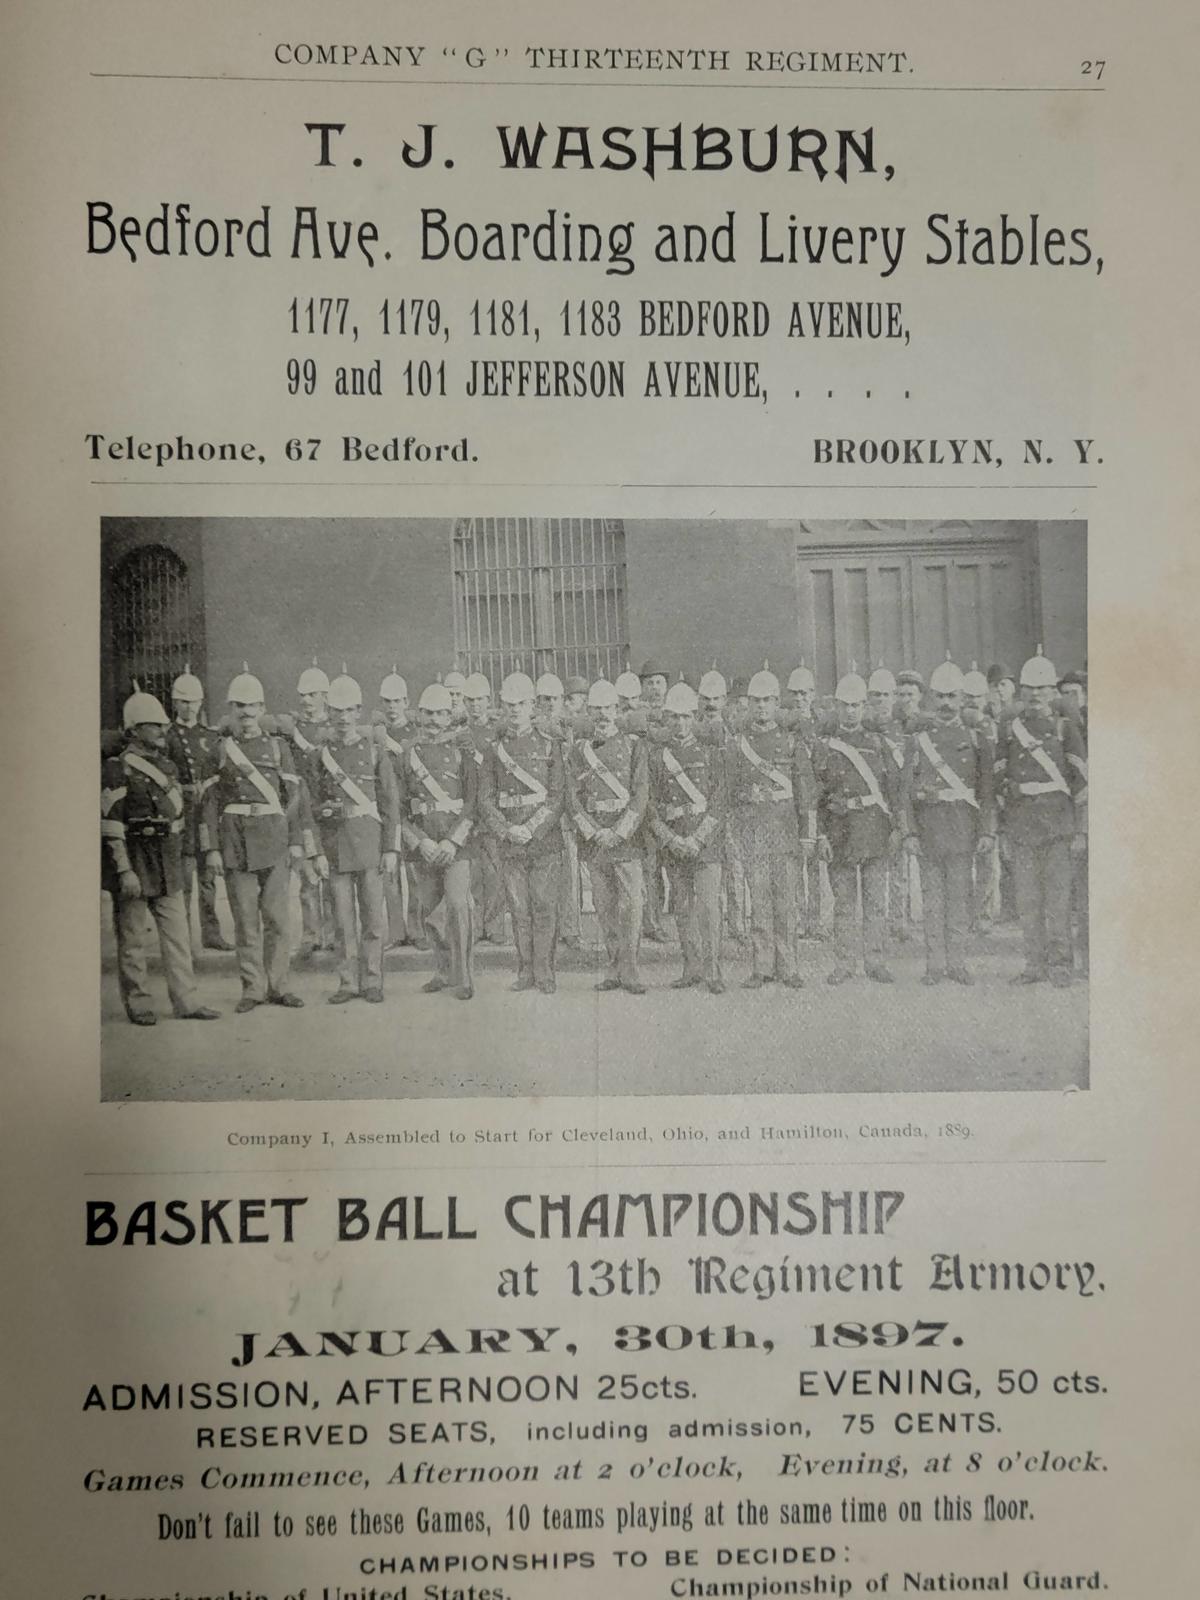 COMPANY “G” THIRTEENTH REGIMENT. 27
T. J. WASHBURN,
Bedford Ave. Boarding and Livery Stables,
1177, 1179, 1181, 1183 BEDFORD AVENUE,
99 and 101 JEFFERSON AVENUE, . . . .
Telephone, 67 Bedford. BROOKLYN, N. Y.
Company I, Assembled to Start for Cleveland, Ohio, and Hamilton, Canada, 1889.
BASKET BALL CHAMPIONSHIP
at 13th Regiment Armory.
JANUARY, 30th, 1897.
ADMISSION, AFTERNOON 25cts. EVENING, 50 cts.
RESERVED SEATS, including admission, 75 CENTS.
Games Commence, Afternoon at 2 o'clock, Evening, at 8 o'clock.
Don't fail to see these Games, 10 teams playing at the same time on this floor.
CHAMPIONSHIPS TO BE DECIDED:
Championship of United States. Championship of National Guard.